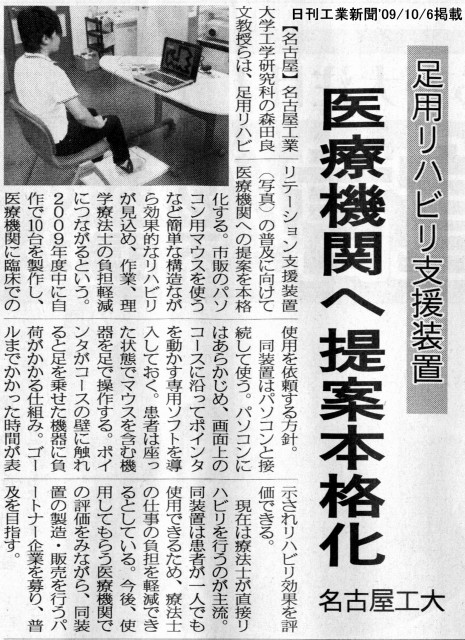 日刊工業新聞'09/10/6掲載
足用リハビリ支援装置
医療機関へ提案本格化
名古屋工大
【名古屋】名古屋工業
大学工学研究科の森田良
文教授らは、足用リハビ
リテーション支援装置
（写真）の普及に向けて
医療機関への提案を本格
化する。市販のパソ
コン用マウスを使う
など簡単な構造なが
ら効果的なリハビリ
が見込め、作業、理
学療法士の負担軽減
につながるという。
2009年度中に自
作で10台を製作し、
医療機関に臨床での
使用を依頼する方針。
同装置はパソコンと接
続して使う。パソコンに
はあらかじめ、画面上の
コースに沿ってポインタ
を動かす専用ソフトを導
入しておく。患者は座っ
た状態でマウスを含む機
器を足で操作する。ポイ
ンタがコースの壁に触れ
ると足を乗せた機器に負
荷がかかる仕組み。ゴー
ルまでかかった時間が表
示されリハビリ効果を評
価できる。
現在は療法士が直接リ
ハビリを行うのが主流。
同装置は患者が一人でも
使用できるため、療法士
の仕事の負担を軽減でき
るとしている。今後、使
用してもらう医療機関で
の評価をみながら、同装
置の製造・販売を行うパ
ートナー企業を募り、普
及を目指す。